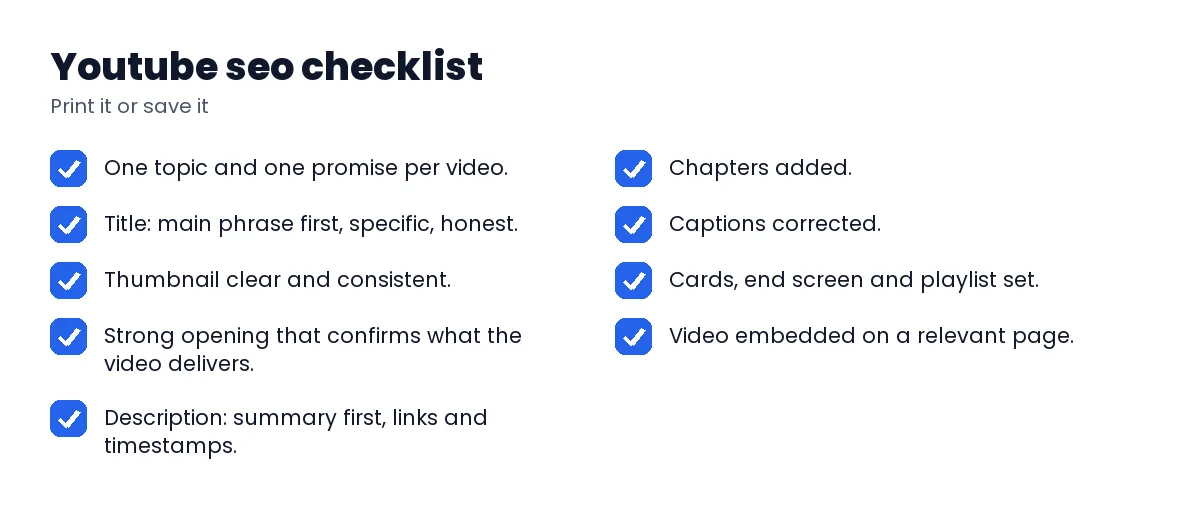 Youtube seo checklist
Print it or save it
One topic and one promise per video.
Title: main phrase first, specific, honest.
Thumbnail clear and consistent.
Strong opening that confirms what the
video delivers.
Description: summary first, links and
timestamps.
Chapters added.
Captions corrected.
Cards, end screen and playlist set.
Video embedded on a relevant page.